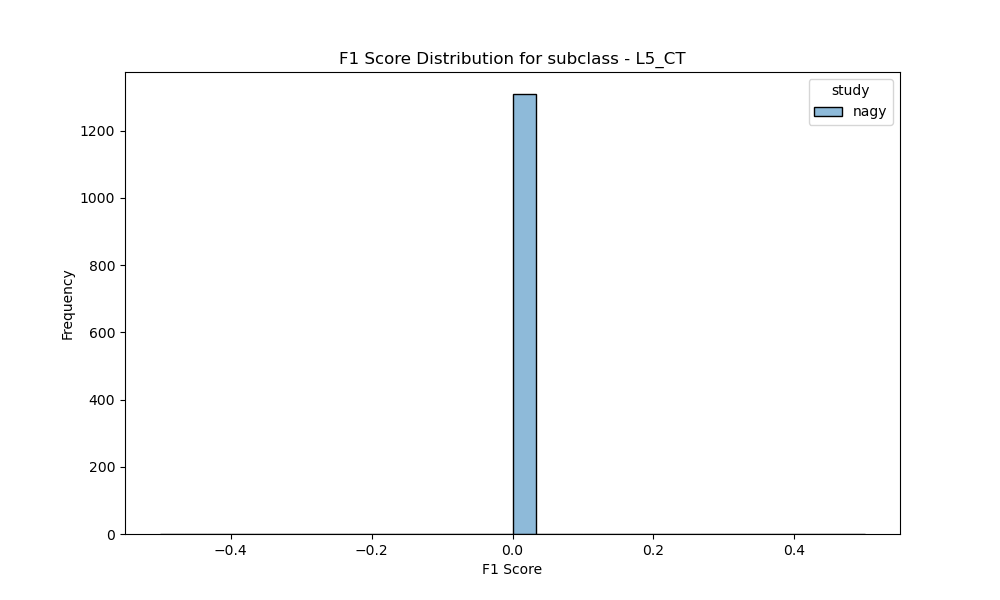 F1 Score Distribution for subclass - L5_CT
study
nagy
1200
1000
800
600
400
200
0
Frequency
−0.4
−0.2
0.0
0.2
0.4
F1 Score